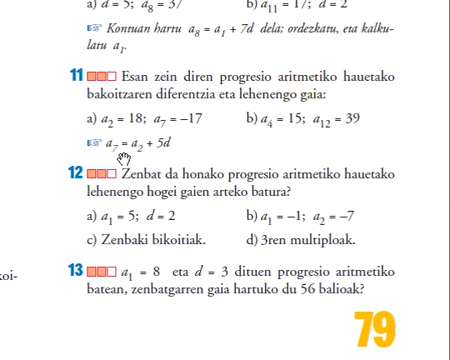 a) d = 5; a₈ = 37 b) a₁₁ = 17; d = 2
Kontuan hartu a₈ = a₁ + 7d dela; ordezkatu, eta kalku-
latu a₁.
11 Esan zein diren progresio aritmetiko hauetako
bakoitzaren diferentzia eta lehenengo gaia:
a) a₂ = 18; a₇ = –17 b) a₄ = 15; a₁₂ = 39
a₇ = a₂ + 5d
12 Zenbat da honako progresio aritmetiko hauetako
lehenengo hogei gaien arteko batura?
a) a₁ = 5; d = 2 b) a₁ = –1; a₂ = –7
c) Zenbaki bikoitiak. d) 3ren multiploak.
13 a₁ = 8 eta d = 3 dituen progresio aritmetiko
koi-
batean, zenbatgarren gaia hartuko du 56 balioak?
79